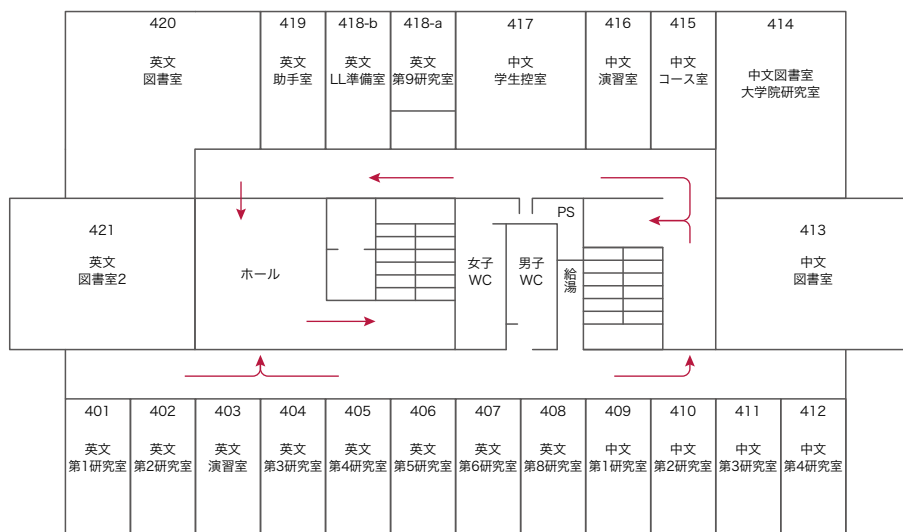 420
英文
図書室
419
英文
助手室
418-b
英文
LL準備室
418-a
英文
第9研究室
417
中文
学生控室
416
中文
演習室
415
中文
コース室
414
中文図書室
大学院研究室
421
英文
図書室2
ホール
女子
WC
男子
WC
PS
給湯
413
中文
図書室
401
英文
第1研究室
402
英文
第2研究室
403
英文
演習室
404
英文
第3研究室
405
英文
第4研究室
406
英文
第5研究室
407
英文
第6研究室
408
英文
第8研究室
409
中文
第1研究室
410
中文
第2研究室
411
中文
第3研究室
412
中文
第4研究室